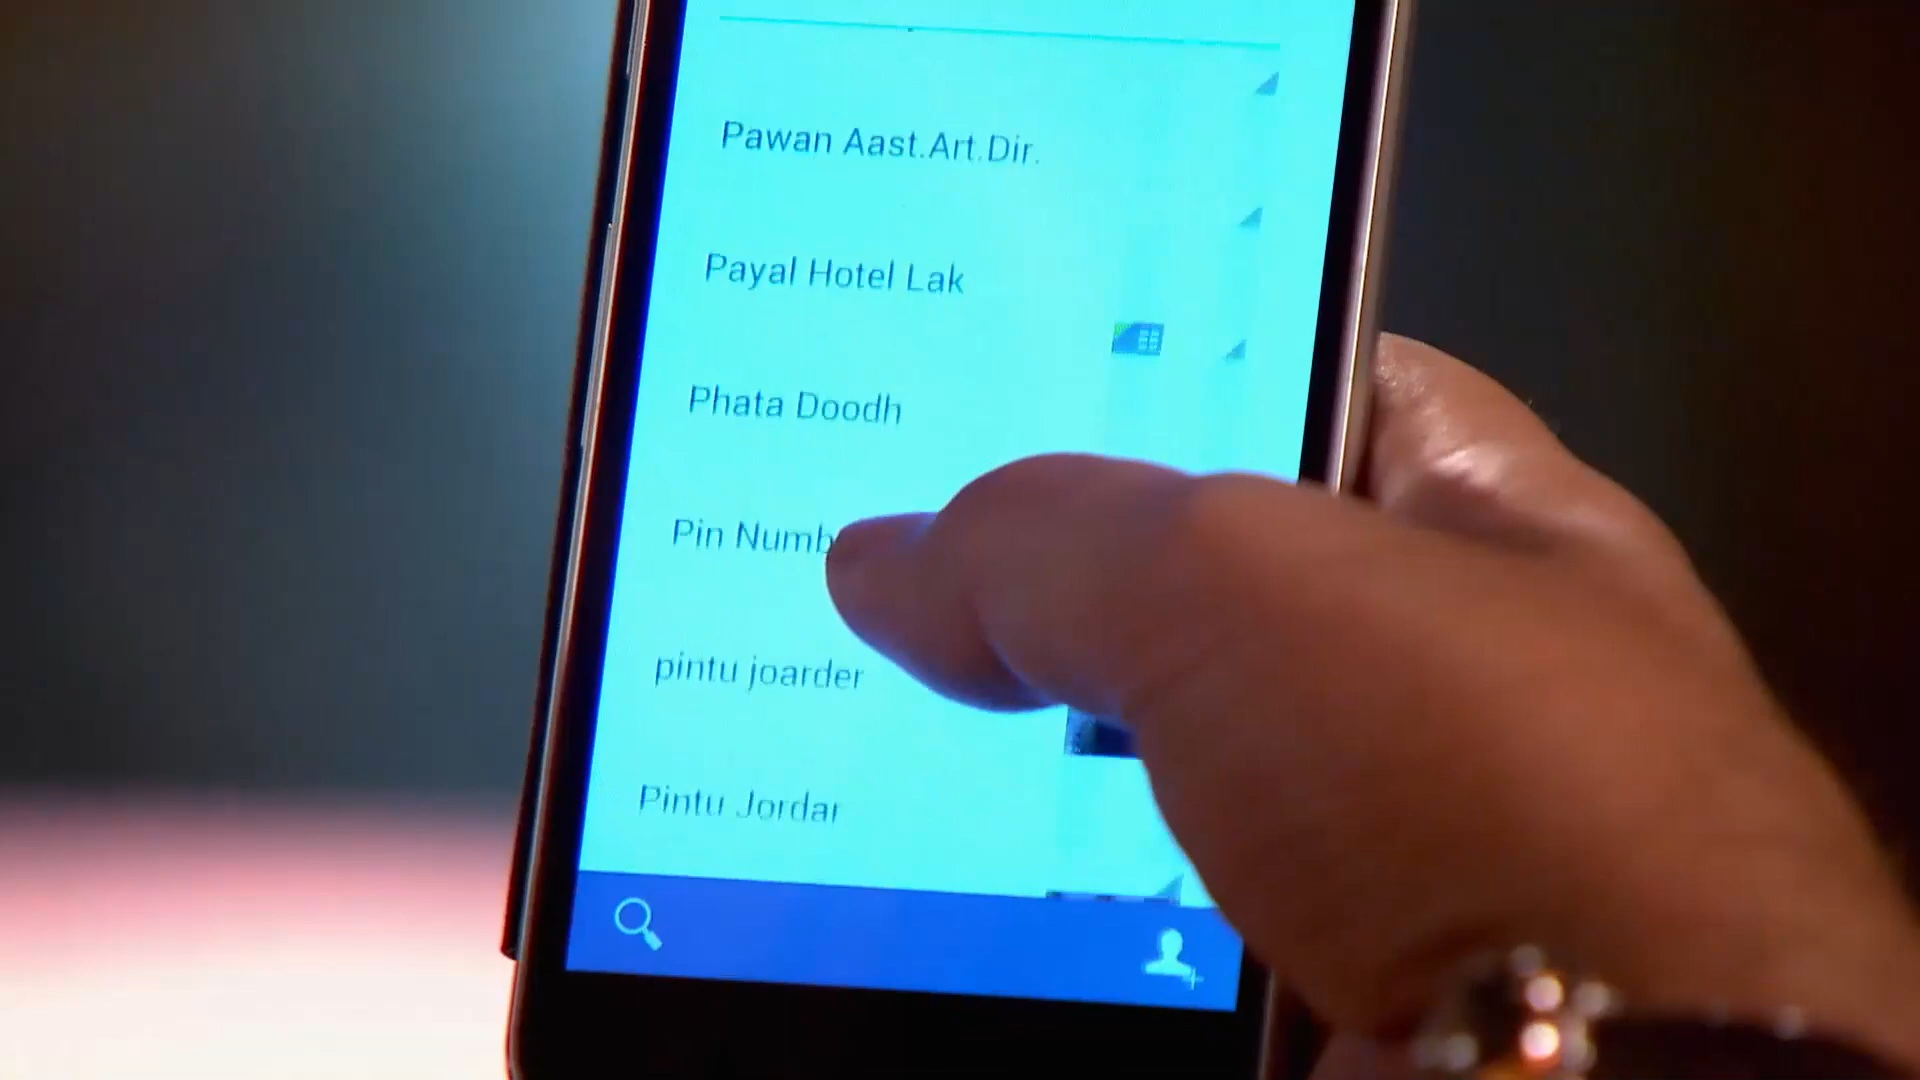 Pawan Aast.Art.Dir.
Payal Hotel Lak
Phata Doodh
Pin Numb
pintu joarder
Pintu Jordar